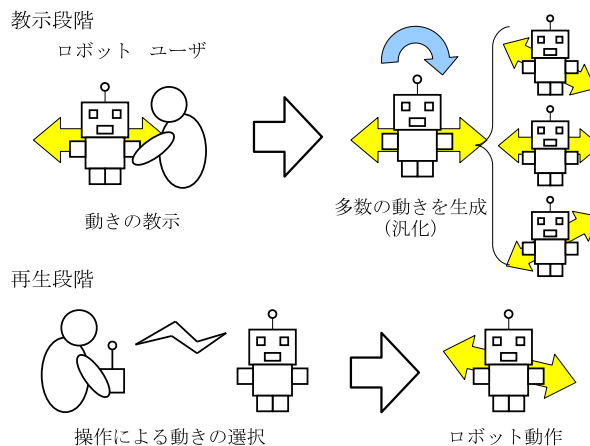 教示段階
ロボット ユーザ
動きの教示
多数の動きを生成
(汎化)
再生段階
操作による動きの選択
ロボット動作